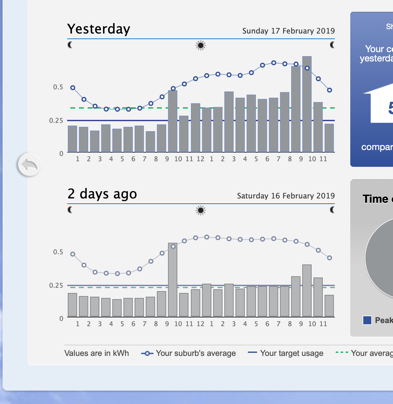 Yesterday
Sunday 17 February 2019
0.5
0.25
0
1 2 3 4 5 6 7 8 9 10 11 12 1 2 3 4 5 6 7 8 9 10 11
Your co
yesterda
compar
2 days ago
Saturday 16 February 2019
0.5
0.25
0
1 2 3 4 5 6 7 8 9 10 11 12 1 2 3 4 5 6 7 8 9 10 11
Time o
Peak
Values are in kWh
Your suburb's average
Your target usage
Your averag